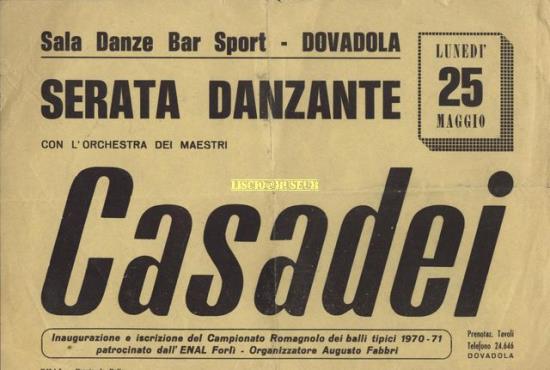 Sala Danze Bar Sport - DOVADOLA
LUNEDI'
25
MAGGIO
SERATA DANZANTE
CON L'ORCHESTRA DEI MAESTRI
LISCIO@MUSEUM
Casadei
Inaugurazione e iscrizione del Campionato Romagnolo dei balli tipici 1970-71
patrocinato dall'ENAL Forlì - Organizzatore Augusto Fabbri
Prenotaz. Tavoli
Telefono 24.646
DOVADOLA